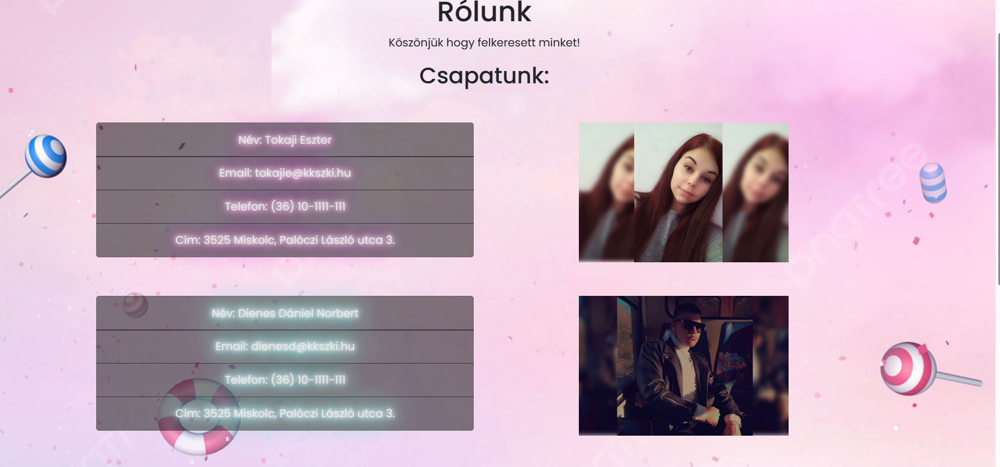 Rólunk
Köszönjük hogy felkeresett minket!
Csapatunk:
Név: Tokaji Eszter
Email: tokajie@kkszki.hu
Telefon: (36) 10-1111-111
Cím: 3525 Miskolc, Palóczi László utca 3.
Név: Dienes Dániel Norbert
Email: dienesd@kkszki.hu
Telefon: (36) 10-1111-111
Cím: 3525 Miskolc, Palóczi László utca 3.
pngtree